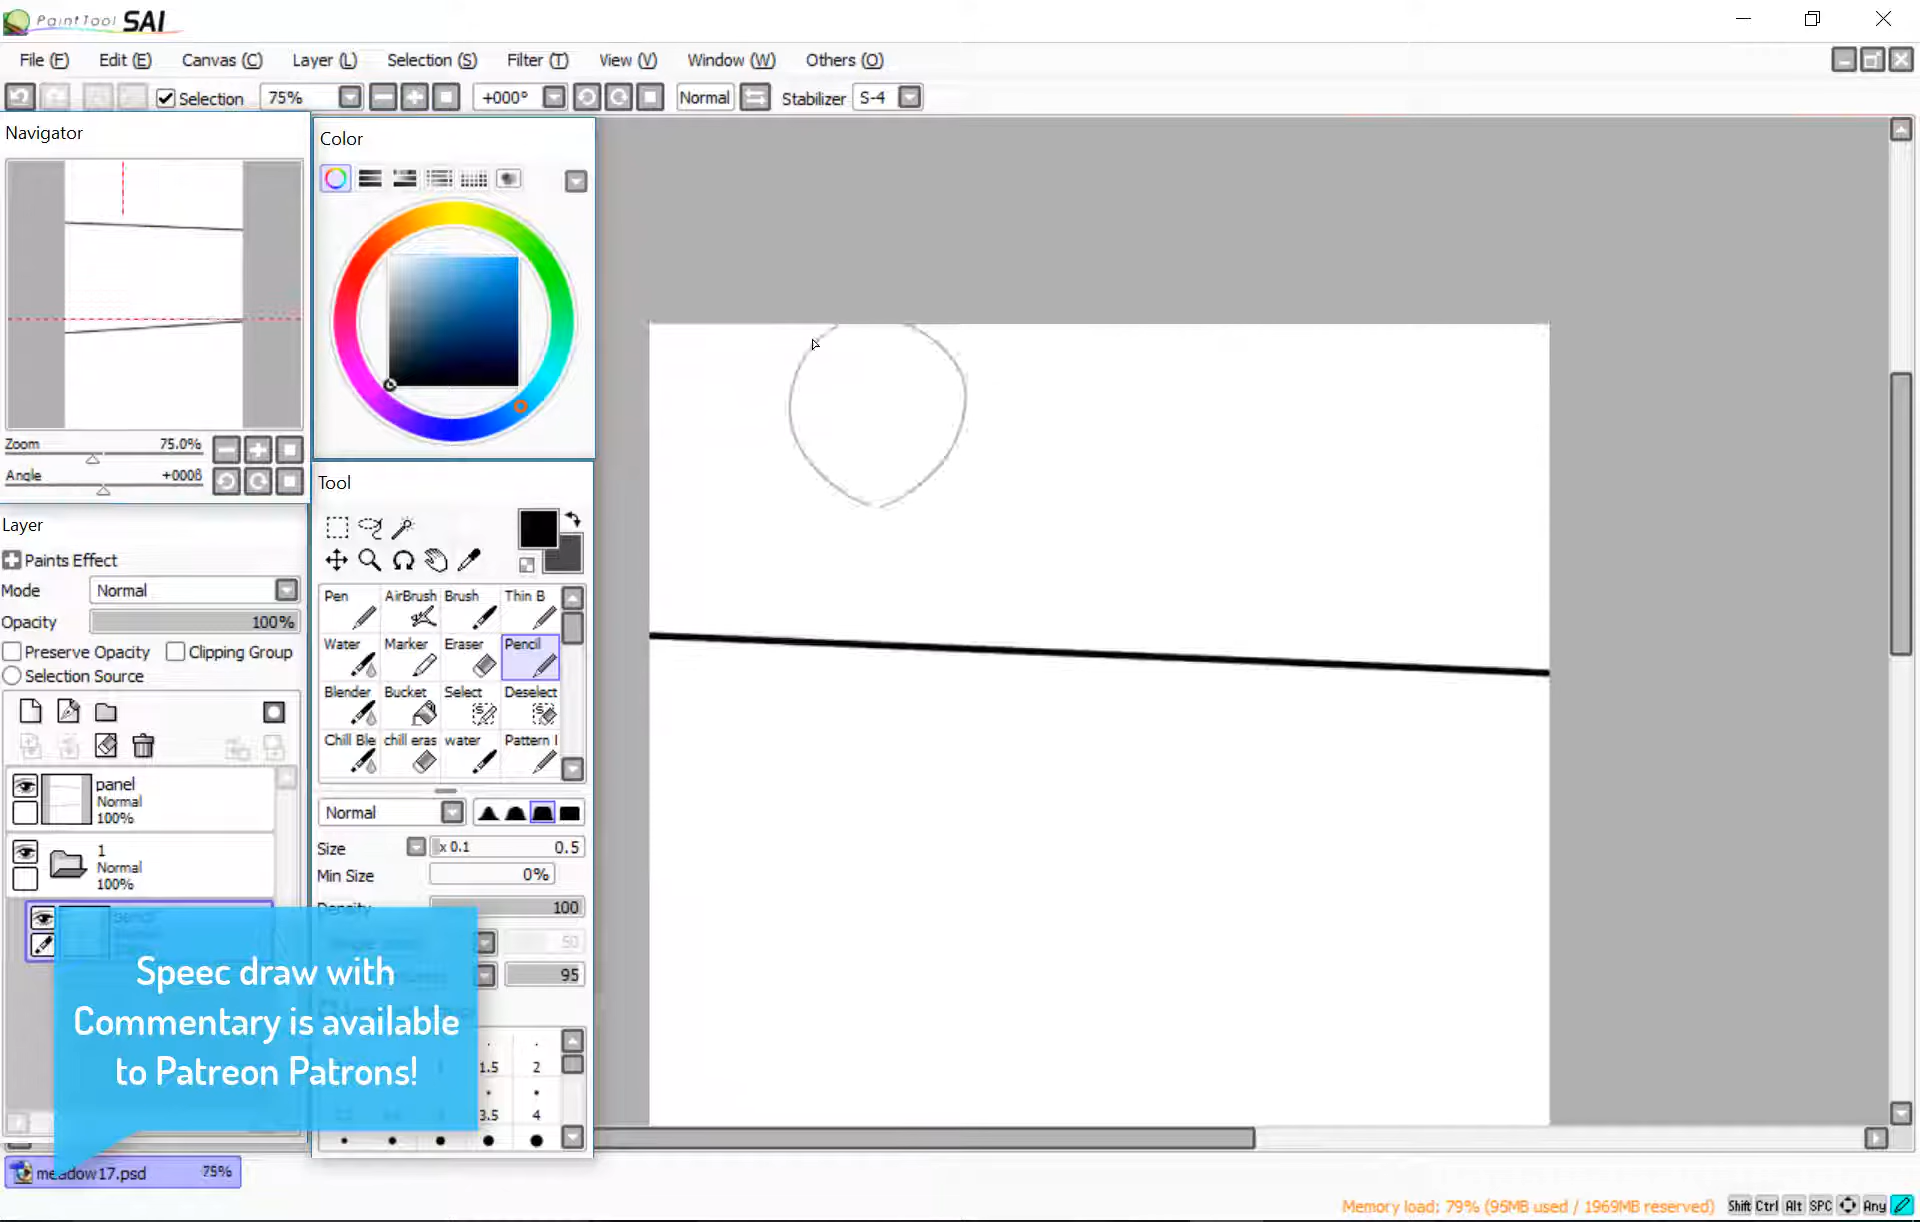 PaintTool SAI
File (F) Edit (E) Canvas (C) Layer (L) Selection (S) Filter (T) View (V) Window (W) Others (O)
Selection 75% +000° Normal Stabilizer S-4
Navigator
Zoom 75.0%
Angle +000
Layer
Paints Effect
Mode Normal
Opacity 100%
Preserve Opacity Clipping Group
Selection Source
panel
Normal
100%
1
Normal
100%
Color
Tool
Pen AirBrush Brush Thin B
Water Marker Eraser Pencil
Blender Bucket Select Deselect
Chill Ble chill eras water Pattern
Normal
Size x 0.1 0.5
Min Size 0%
Density 100
50
95
1.5 2
3.5 4
Speec draw with
Commentary is available
to Patreon Patrons!
meadow17.psd 75%
Memory load: 79% (95MB used / 1969MB reserved) Shift Ctrl Alt SPC Any